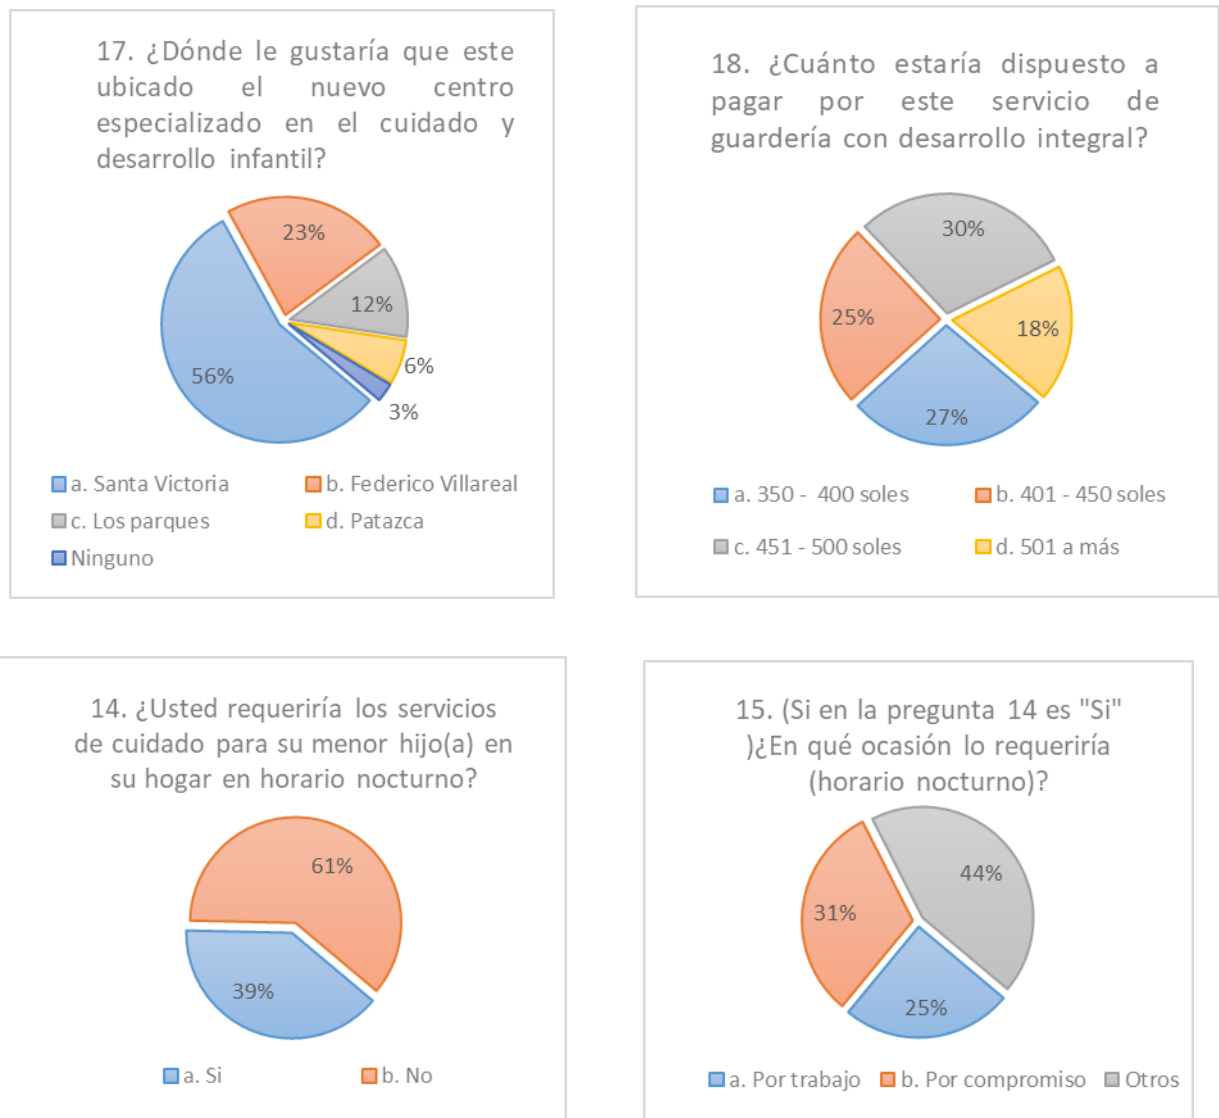 17. ¿Dónde le gustaría que este
ubicado el nuevo centro
especializado en el cuidado y
desarrollo infantil?
23%
12%
56%
6%
3%
a. Santa Victoria
b. Federico Villareal
c. Los parques
d. Patazca
Ninguno
18. ¿Cuánto estaría dispuesto a
pagar por este servicio de
guardería con desarrollo integral?
30%
25%
18%
27%
a. 350 - 400 soles
b. 401 - 450 soles
c. 451 - 500 soles
d. 501 a más
14. ¿Usted requeriría los servicios
de cuidado para su menor hijo(a) en
su hogar en horario nocturno?
61%
39%
a. Si
b. No
15. (Si en la pregunta 14 es "Si"
)¿En qué ocasión lo requeriría
(horario nocturno)?
44%
31%
25%
a. Por trabajo
b. Por compromiso
Otros